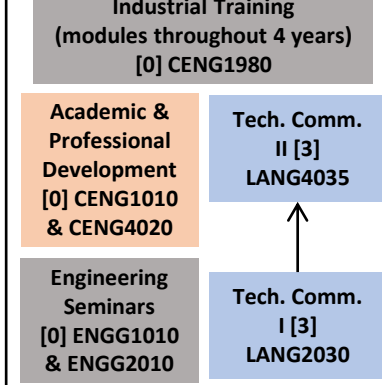 Industrial Training
(modules throughout 4 years)
[0] CENG1980
Academic &
Professional
Development
[0] CENG1010
& CENG4020
Tech. Comm.
II [3]
LANG4035
Engineering
Seminars
[0] ENGG1010
& ENGG2010
Tech. Comm.
I [3]
LANG2030